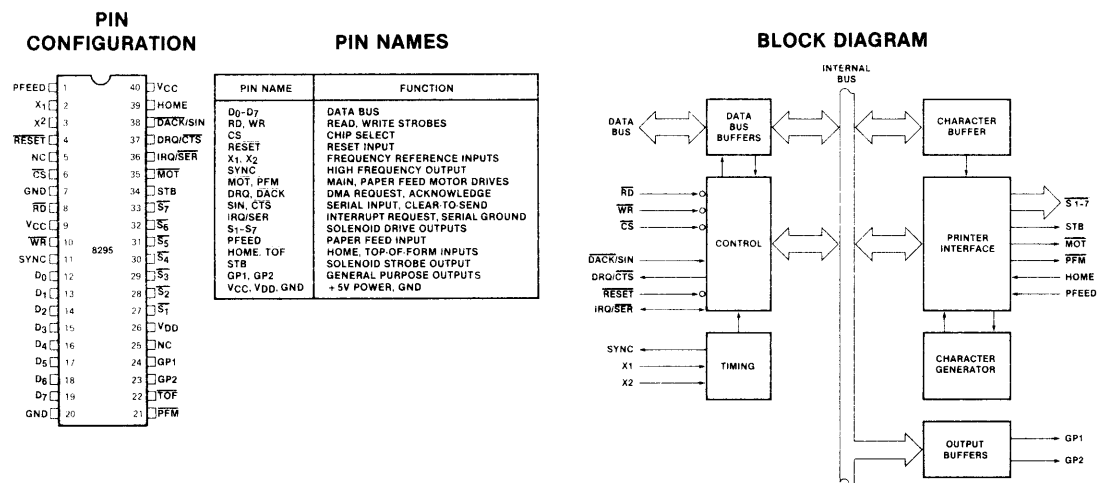 PIN
CONFIGURATION
PFEED 1
X1 2
X2 3
RESET 4
NC 5
CS 6
GND 7
RD 8
VCC 9
WR 10
SYNC 11
D0 12
D1 13
D2 14
D3 15
D4 16
D5 17
D6 18
D7 19
GND 20
8295
40 VCC
39 HOME
38 DACK/SIN
37 DRQ/CTS
36 IRQ/SER
35 MOT
34 STB
33 S7
32 S6
31 S5
30 S4
29 S3
28 S2
27 S1
26 VDD
25 NC
24 GP1
23 GP2
22 TOF
21 PFM
PIN NAMES
PIN NAME FUNCTION
D0-D7 DATA BUS
RD, WR READ, WRITE STROBES
CS CHIP SELECT
RESET RESET INPUT
X1, X2 FREQUENCY REFERENCE INPUTS
SYNC HIGH FREQUENCY OUTPUT
MOT, PFM MAIN, PAPER FEED MOTOR DRIVES
DRQ, DACK DMA REQUEST, ACKNOWLEDGE
SIN, CTS SERIAL INPUT, CLEAR-TO-SEND
IRQ/SER INTERRUPT REQUEST, SERIAL GROUND
S1-S7 SOLENOID DRIVE OUTPUTS
PFEED PAPER FEED INPUT
HOME, TOF HOME, TOP-OF-FORM INPUTS
STB SOLENOID STROBE OUTPUT
GP1, GP2 GENERAL PURPOSE OUTPUTS
VCC, VDD, GND +5V POWER, GND
BLOCK DIAGRAM
INTERNAL
BUS
DATA
BUS
DATA
BUS
BUFFERS
CHARACTER
BUFFER
RD
WR
CS
DACK/SIN
DRQ/CTS
RESET
IRQ/SER
CONTROL
PRINTER
INTERFACE
S1-7
STB
MOT
PFM
HOME
PFEED
SYNC
X1
X2
TIMING
CHARACTER
GENERATOR
OUTPUT
BUFFERS
GP1
GP2